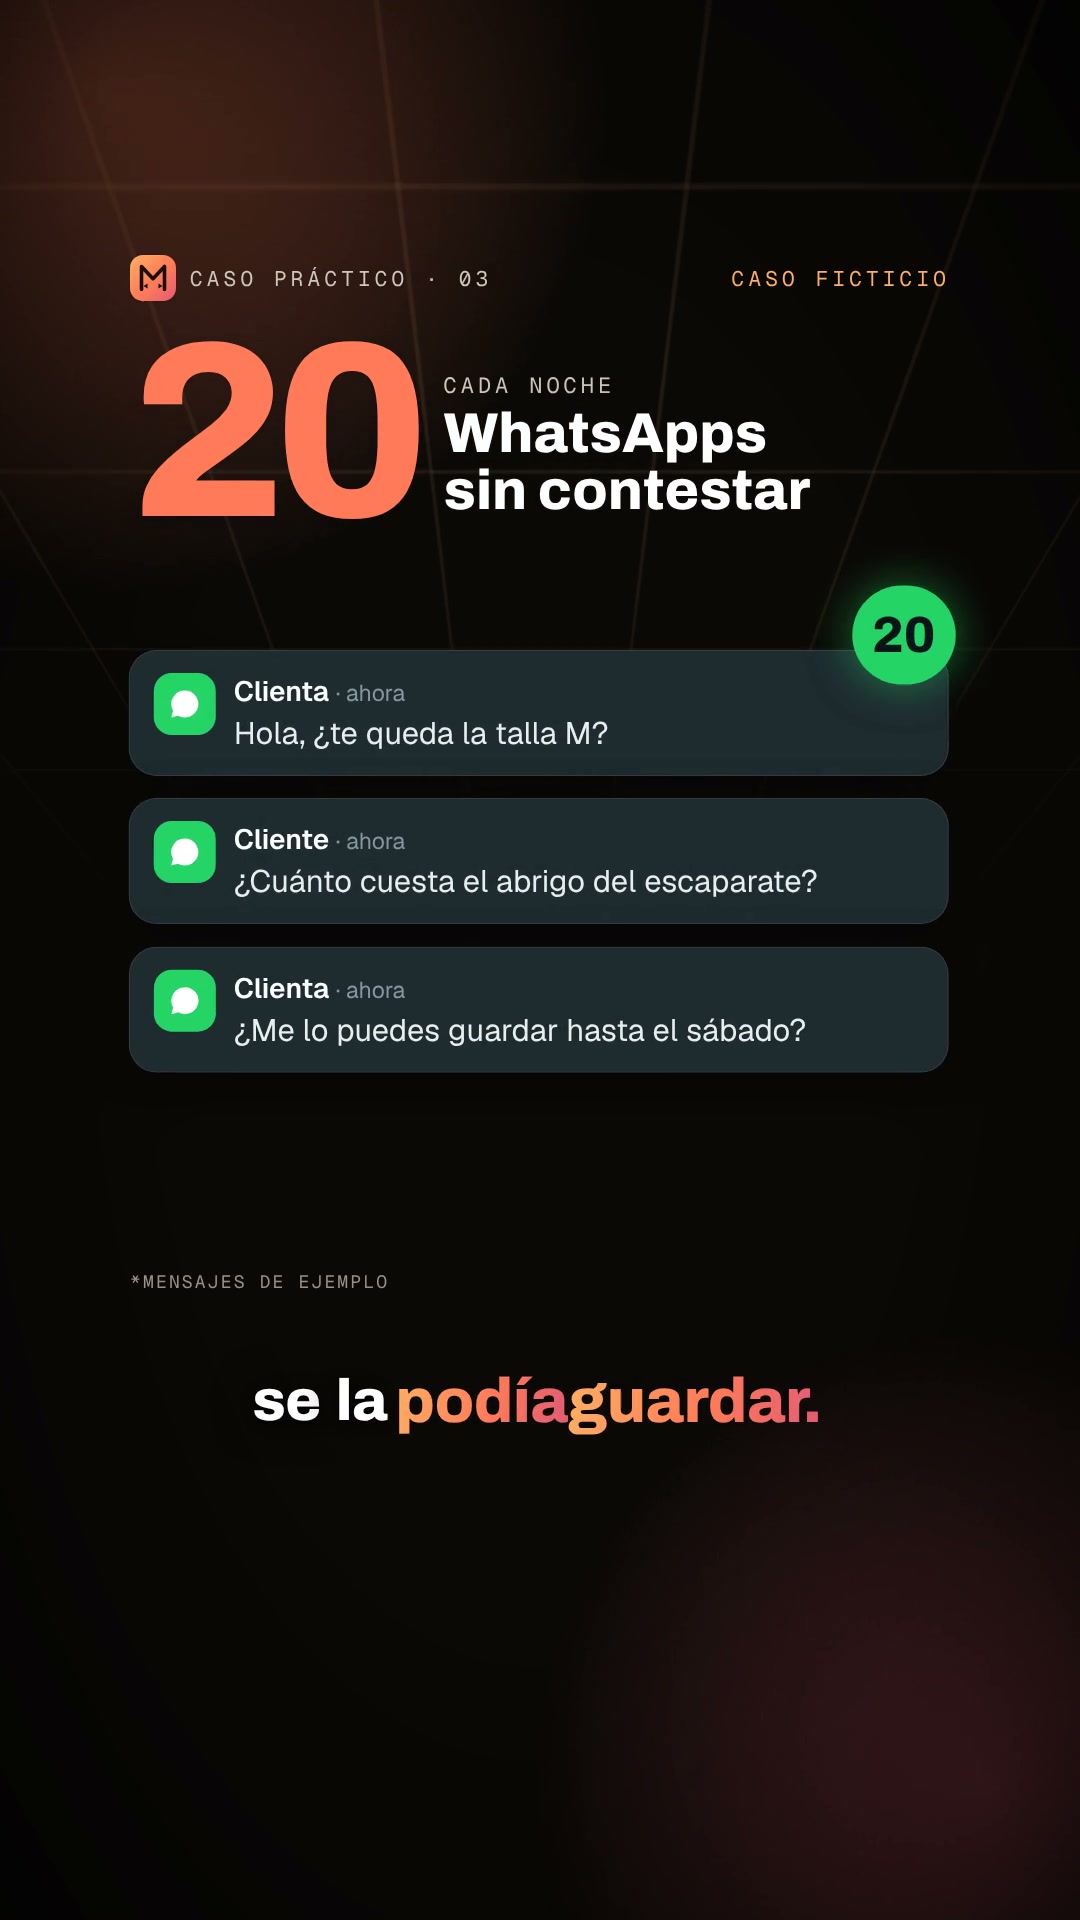 CASO PRÁCTICO · 03
CASO FICTICIO
20
CADA NOCHE
WhatsApps
sin contestar
20
Clienta · ahora
Hola, ¿te queda la talla M?
Cliente · ahora
¿Cuánto cuesta el abrigo del escaparate?
Clienta · ahora
¿Me lo puedes guardar hasta el sábado?
*MENSAJES DE EJEMPLO
se la podíaguardar.